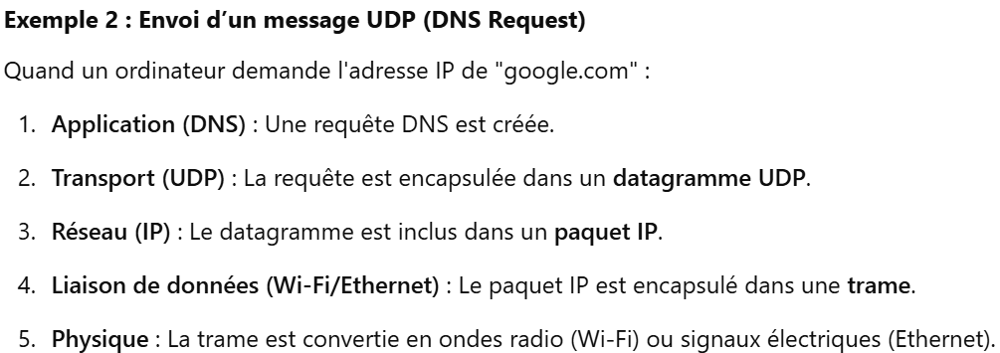 Exemple 2 : Envoi d’un message UDP (DNS Request)
Quand un ordinateur demande l'adresse IP de "google.com" :
1. Application (DNS) : Une requête DNS est créée.
2. Transport (UDP) : La requête est encapsulée dans un datagramme UDP.
3. Réseau (IP) : Le datagramme est inclus dans un paquet IP.
4. Liaison de données (Wi-Fi/Ethernet) : Le paquet IP est encapsulé dans une trame.
5. Physique : La trame est convertie en ondes radio (Wi-Fi) ou signaux électriques (Ethernet).